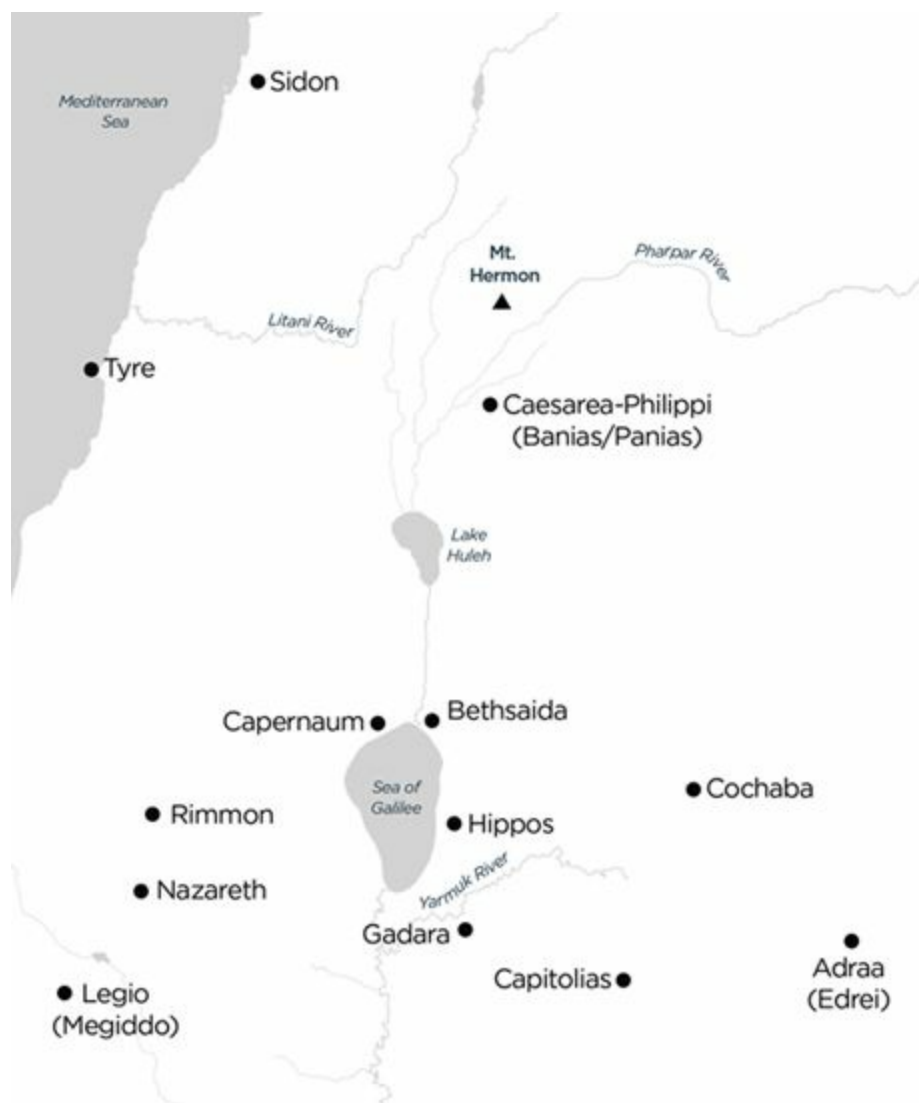 Sidon
Mediterranean
Sea
Mt.
Hermon
Pharpar River
Litani River
Tyre
Caesarea-Philippi
(Banias/Panias)
Lake
Huleh
Capernaum
Bethsaida
Sea of
Galilee
Cochaba
Rimmon
Hippos
Yarmuk River
Nazareth
Gadara
Capitolias
Adraa
(Edrei)
Legio
(Megiddo)